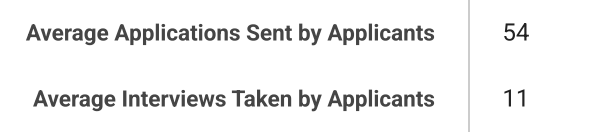 Average Applications Sent by Applicants 54
Average Interviews Taken by Applicants 11